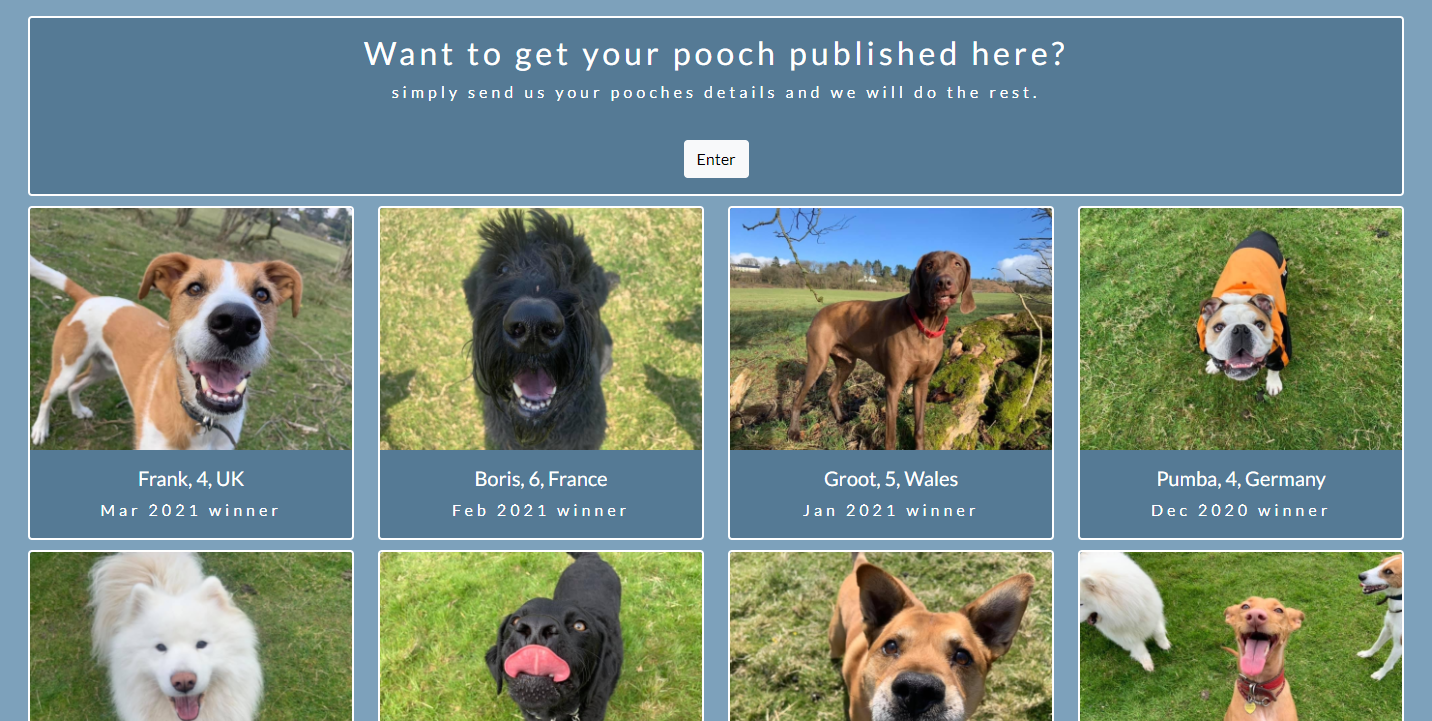 Want to get your pooch published here?
simply send us your pooches details and we will do the rest.
Enter
Frank, 4, UK
Mar 2021 winner
Boris, 6, France
Feb 2021 winner
Groot, 5, Wales
Jan 2021 winner
Pumba, 4, Germany
Dec 2020 winner